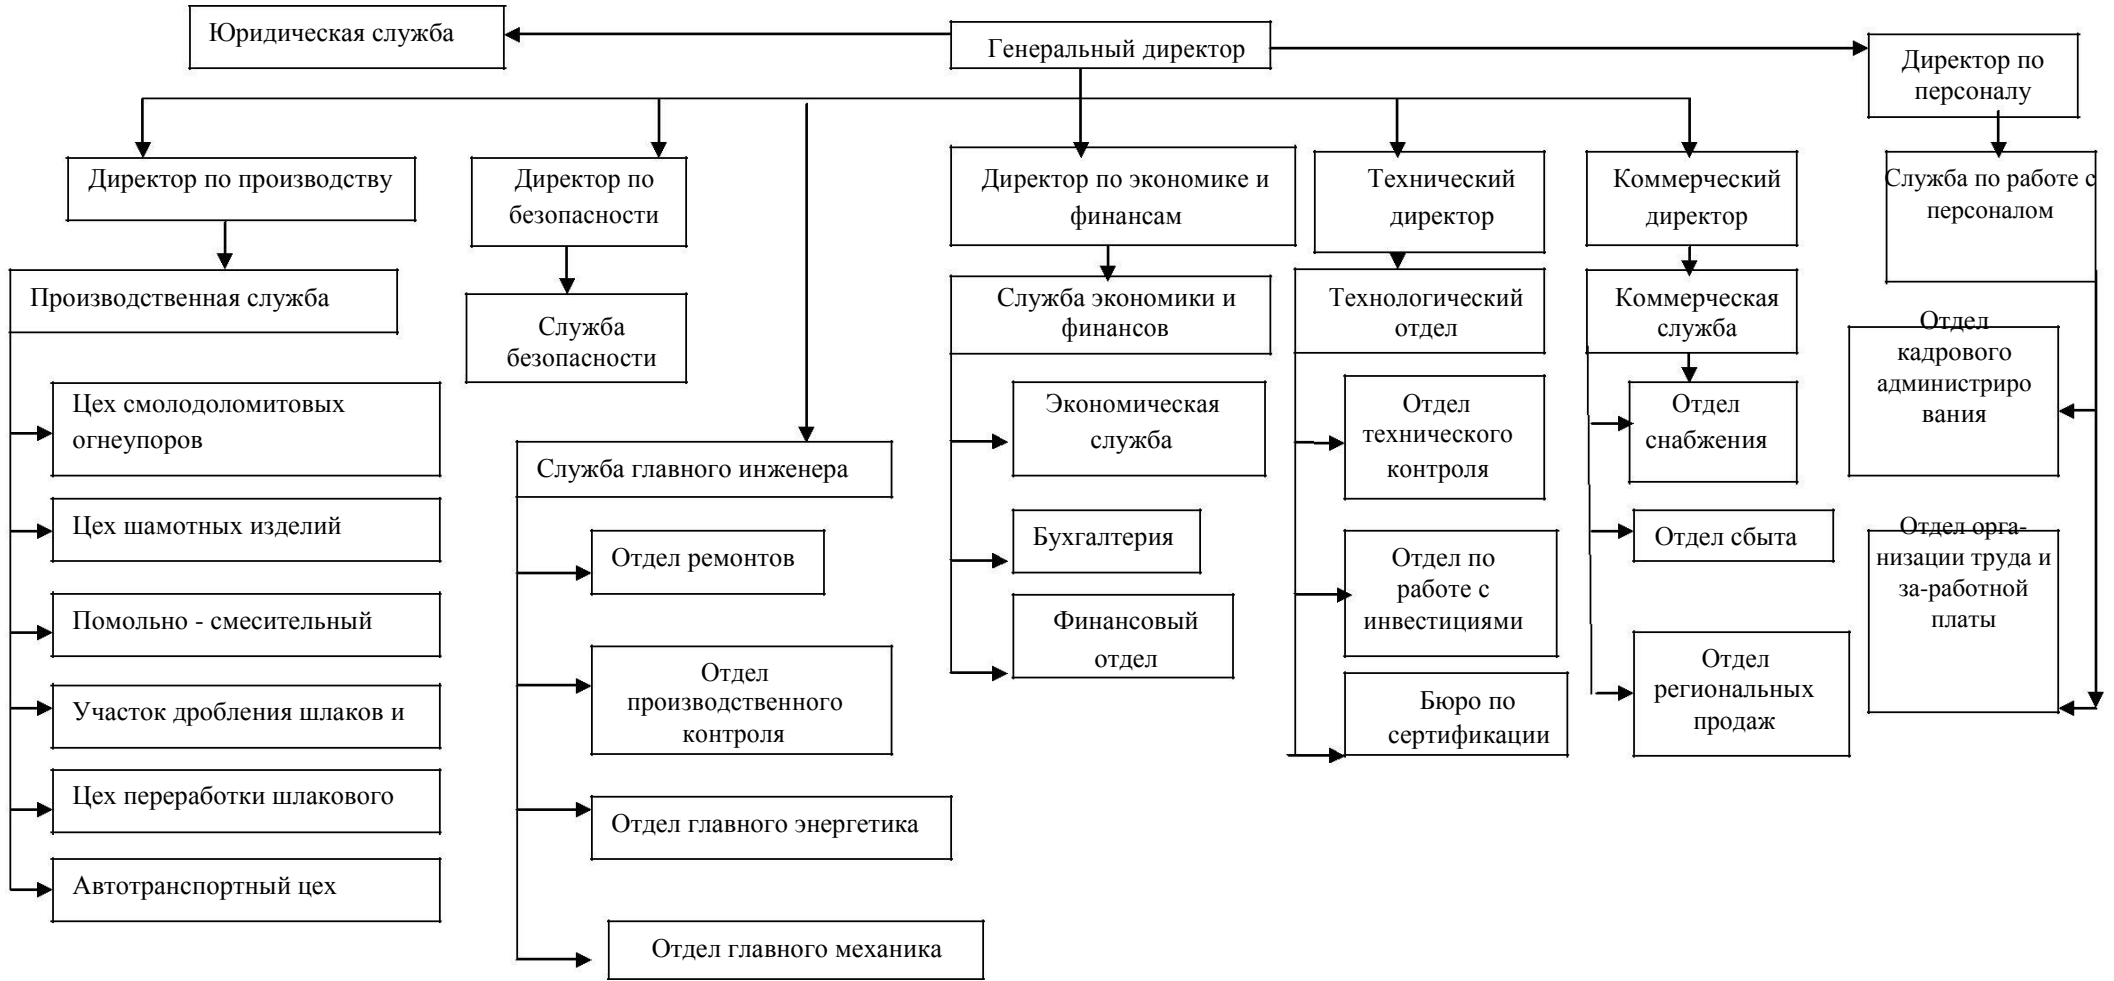 Юридическая служба
Генеральный директор
Директор по
персоналу
Директор по производству
Директор по
безопасности
Директор по экономике и
финансам
Технический
директор
Коммерческий
директор
Служба по работе с
персоналом
Производственная служба
Служба
безопасности
Служба экономики и
финансов
Технологический
отдел
Коммерческая
служба
Отдел
кадрового
администриро
вания
Цех смолодоломитовых
огнеупоров
Цех шамотных изделий
Помольно - смесительный
Участок дробления шлаков и
Цех переработки шлакового
Автотранспортный цех
Служба главного инженера
Отдел ремонтов
Отдел
производственного
контроля
Отдел главного энергетика
Отдел главного механика
Экономическая
служба
Бухгалтерия
Финансовый
отдел
Отдел
технического
контроля
Отдел по
работе с
инвестициями
Бюро по
сертификации
Отдел
снабжения
Отдел сбыта
Отдел
региональных
продаж
Отдел орга-
низации труда и
за-работной
платы